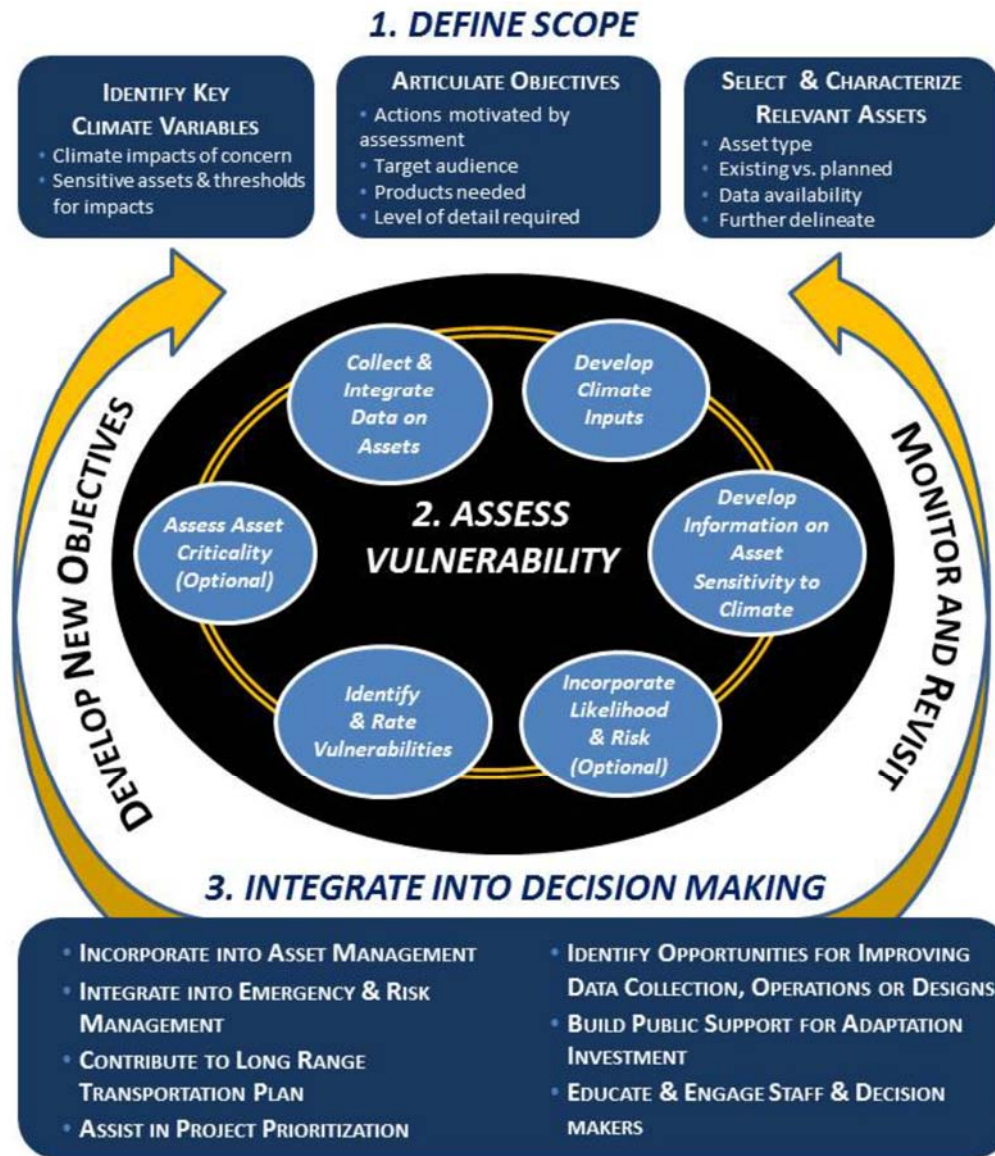 1. DEFINE SCOPE
IDENTIFY KEY
CLIMATE VARIABLES
• Climate impacts of concern
• Sensitive assets & thresholds
for impacts
ARTICULATE OBJECTIVES
• Actions motivated by
assessment
• Target audience
• Products needed
• Level of detail required
SELECT & CHARACTERIZE
RELEVANT ASSETS
• Asset type
• Existing vs. planned
• Data availability
• Further delineate
DEVELOP NEW OBJECTIVES
MONITOR AND REVISIT
2. ASSESS
VULNERABILITY
Collect &
Integrate
Data on
Assets
Develop
Climate
Inputs
Develop
Information on
Asset
Sensitivity to
Climate
Incorporate
Likelihood
& Risk
(Optional)
Identify
& Rate
Vulnerabilities
Assess Asset
Criticality
(Optional)
3. INTEGRATE INTO DECISION MAKING
• INCORPORATE INTO ASSET MANAGEMENT
• INTEGRATE INTO EMERGENCY & RISK
MANAGEMENT
• CONTRIBUTE TO LONG RANGE
TRANSPORTATION PLAN
• ASSIST IN PROJECT PRIORITIZATION
• IDENTIFY OPPORTUNITIES FOR IMPROVING
DATA COLLECTION, OPERATIONS OR DESIGNS
• BUILD PUBLIC SUPPORT FOR ADAPTATION
INVESTMENT
• EDUCATE & ENGAGE STAFF & DECISION
MAKERS